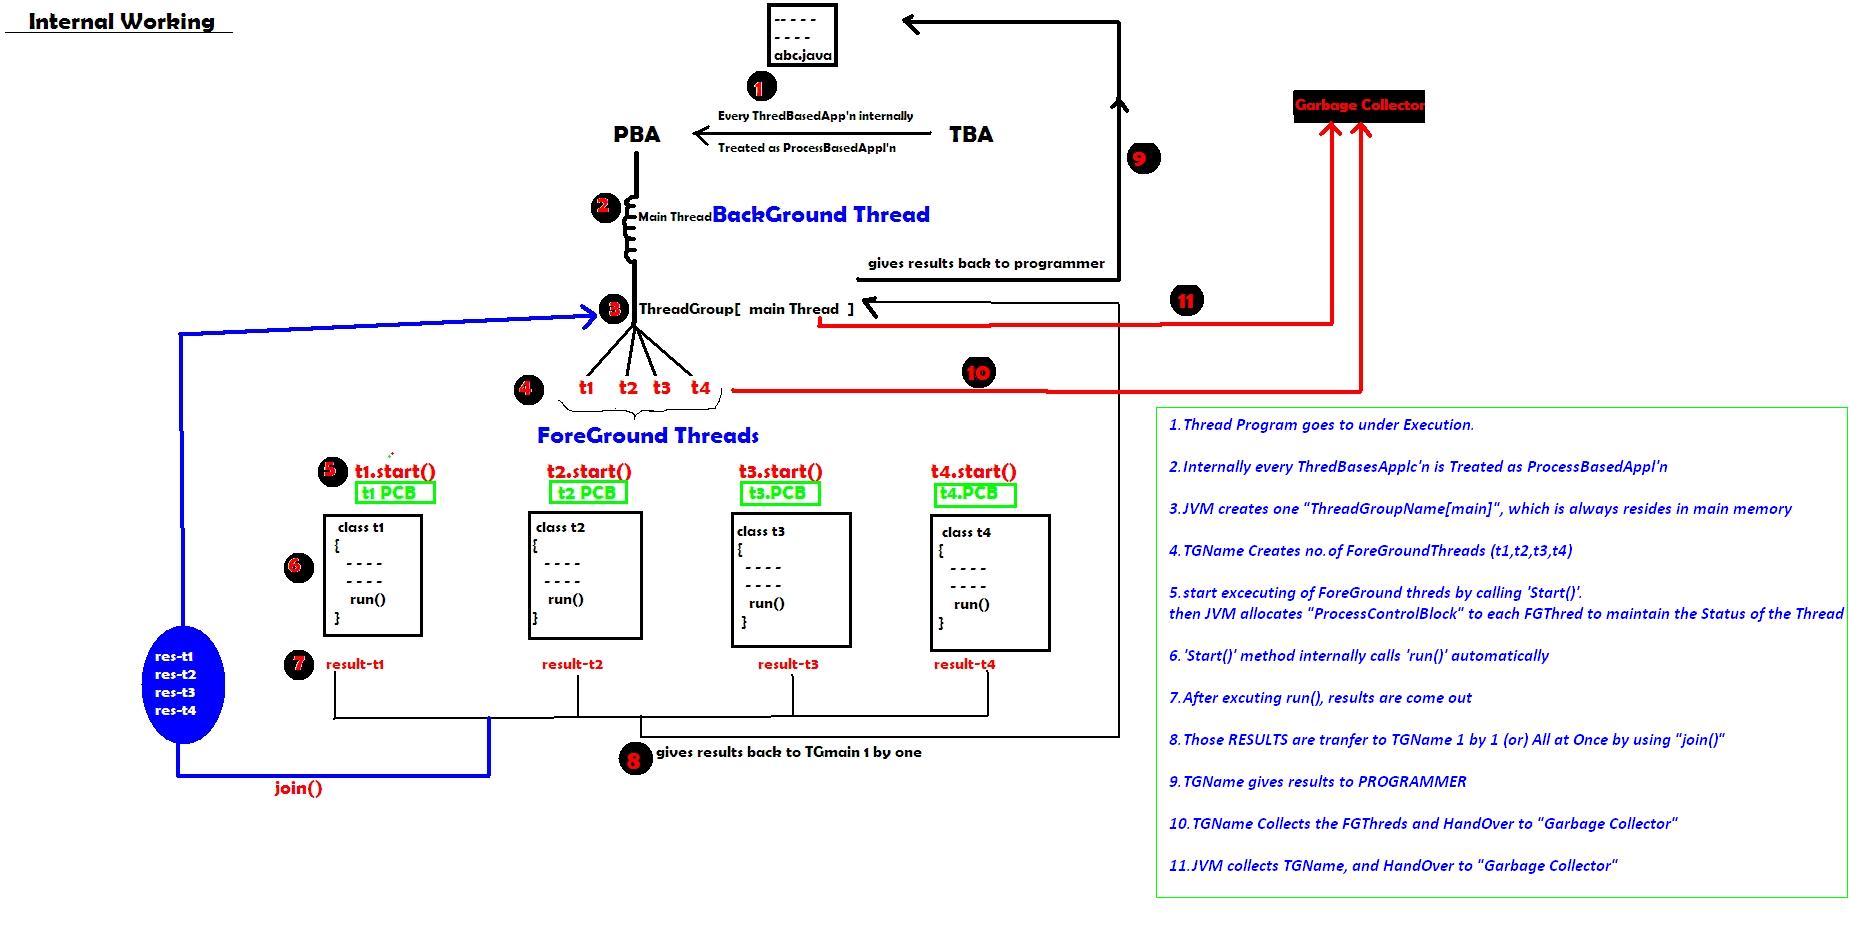 Internal Working
-- - - -
- - - -
abc.java
1
Every ThredBasedApp'n internally
PBA
TBA
Treated as ProcessBasedAppl'n
Garbage Collector
9
2
Main Thread BackGround Thread
gives results back to programmer
11
3
ThreadGroup[ main Thread ]
10
4
t1 t2 t3 t4
ForeGround Threads
5
t1.start()
t2.start()
t3.start()
t4.start()
t1 PCB
t2 PCB
t3.PCB
t4.PCB
6
class t1
{
- - - -
- - - -
run()
}
class t2
{
- - - -
- - - -
run()
}
class t3
{
- - - -
- - - -
run()
}
class t4
{
- - - -
- - - -
run()
}
7
result-t1
result-t2
result-t3
result-t4
res-t1
res-t2
res-t3
res-t4
8
gives results back to TGmain 1 by one
join()
1.Thread Program goes to under Execution.
2.Internally every ThredBasesApplc'n is Treated as ProcessBasedAppl'n
3.JVM creates one "ThreadGroupName[main]", which is always resides in main memory
4.TGName Creates no.of ForeGroundThreads (t1,t2,t3,t4)
5.start excecuting of ForeGround threds by calling 'Start()'.
then JVM allocates "ProcessControlBlock" to each FGThred to maintain the Status of the Thread
6.'Start()' method internally calls 'run()' automatically
7.After excuting run(), results are come out
8.Those RESULTS are tranfer to TGName 1 by 1 (or) All at Once by using "join()"
9.TGName gives results to PROGRAMMER
10.TGName Collects the FGThreds and HandOver to "Garbage Collector"
11.JVM collects TGName, and HandOver to "Garbage Collector"